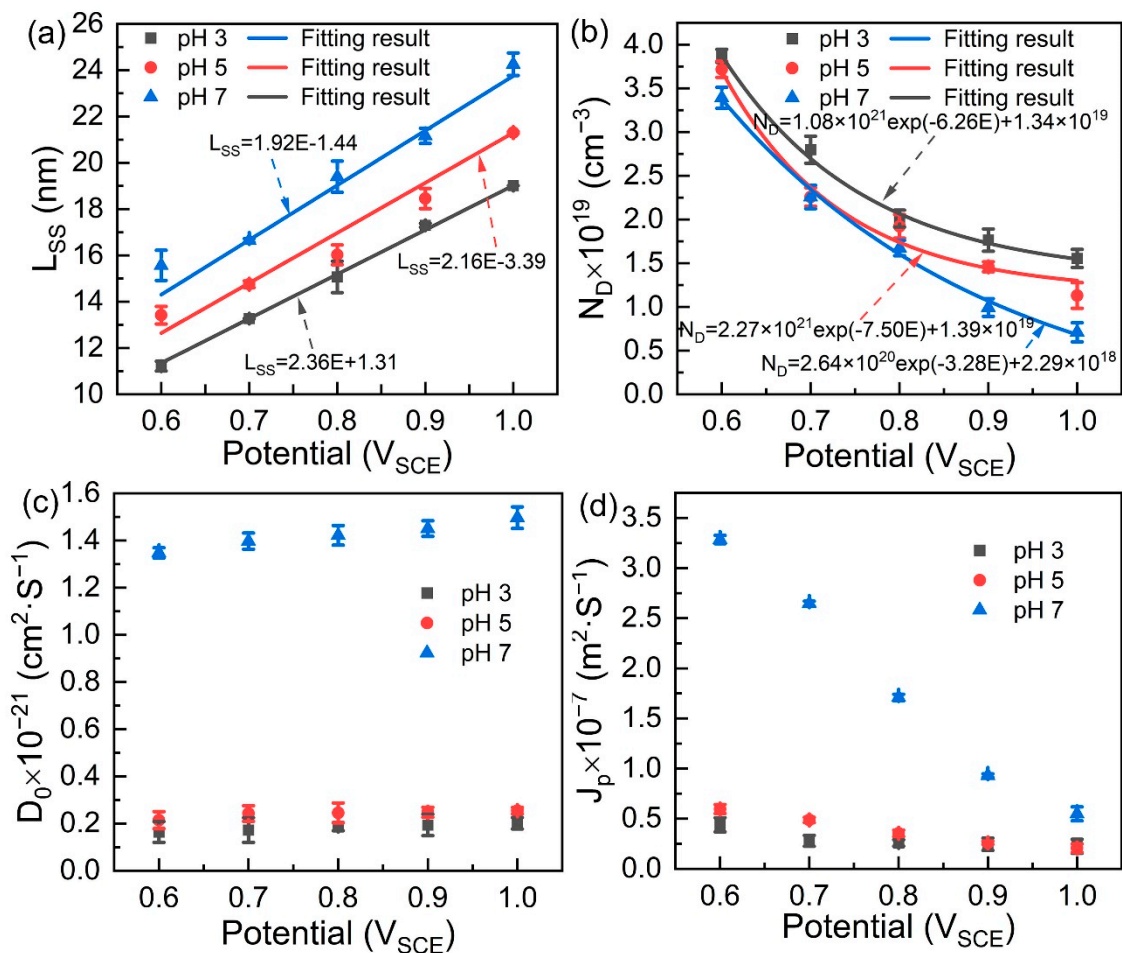 (a)
26
24
22
20
18
16
14
12
10
L_SS (nm)
pH 3 Fitting result
pH 5 Fitting result
pH 7 Fitting result
L_SS=1.92E-1.44
L_SS=2.16E-3.39
L_SS=2.36E+1.31
0.6 0.7 0.8 0.9 1.0
Potential (V_SCE)
(b)
4.0
3.5
3.0
2.5
2.0
1.5
1.0
0.5
0.0
N_D×10^19 (cm^−3)
pH 3 Fitting result
pH 5 Fitting result
pH 7 Fitting result
N_D=1.08×10^21exp(-6.26E)+1.34×10^19
N_D=2.27×10^21exp(-7.50E)+1.39×10^19
N_D=2.64×10^20exp(-3.28E)+2.29×10^18
0.6 0.7 0.8 0.9 1.0
Potential (V_SCE)
(c)
1.6
1.4
1.2
1.0
0.8
0.6
0.4
0.2
0.0
D_0×10^−21 (cm^2·S^−1)
pH 3
pH 5
pH 7
0.6 0.7 0.8 0.9 1.0
Potential (V_SCE)
(d)
3.5
3.0
2.5
2.0
1.5
1.0
0.5
0.0
J_p×10^−7 (m^2·S^−1)
pH 3
pH 5
pH 7
0.6 0.7 0.8 0.9 1.0
Potential (V_SCE)